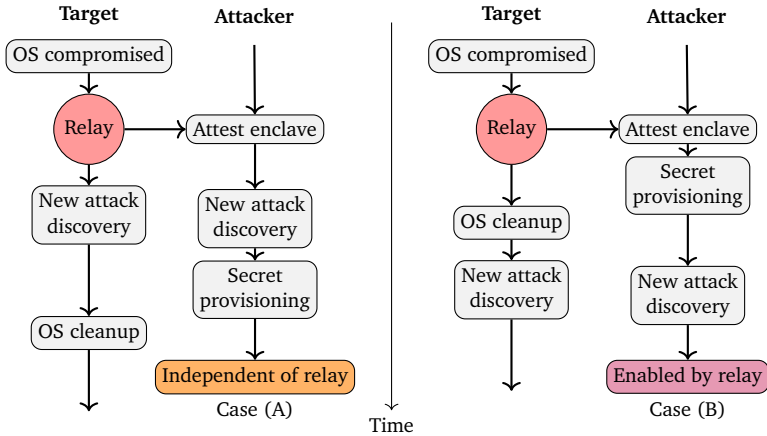 Target
Attacker
OS compromised
Relay
Attest enclave
New attack
discovery
New attack
discovery
Secret
provisioning
OS cleanup
Independent of relay
Case (A)
Time
Target
Attacker
OS compromised
Relay
Attest enclave
Secret
provisioning
OS cleanup
New attack
discovery
New attack
discovery
Enabled by relay
Case (B)